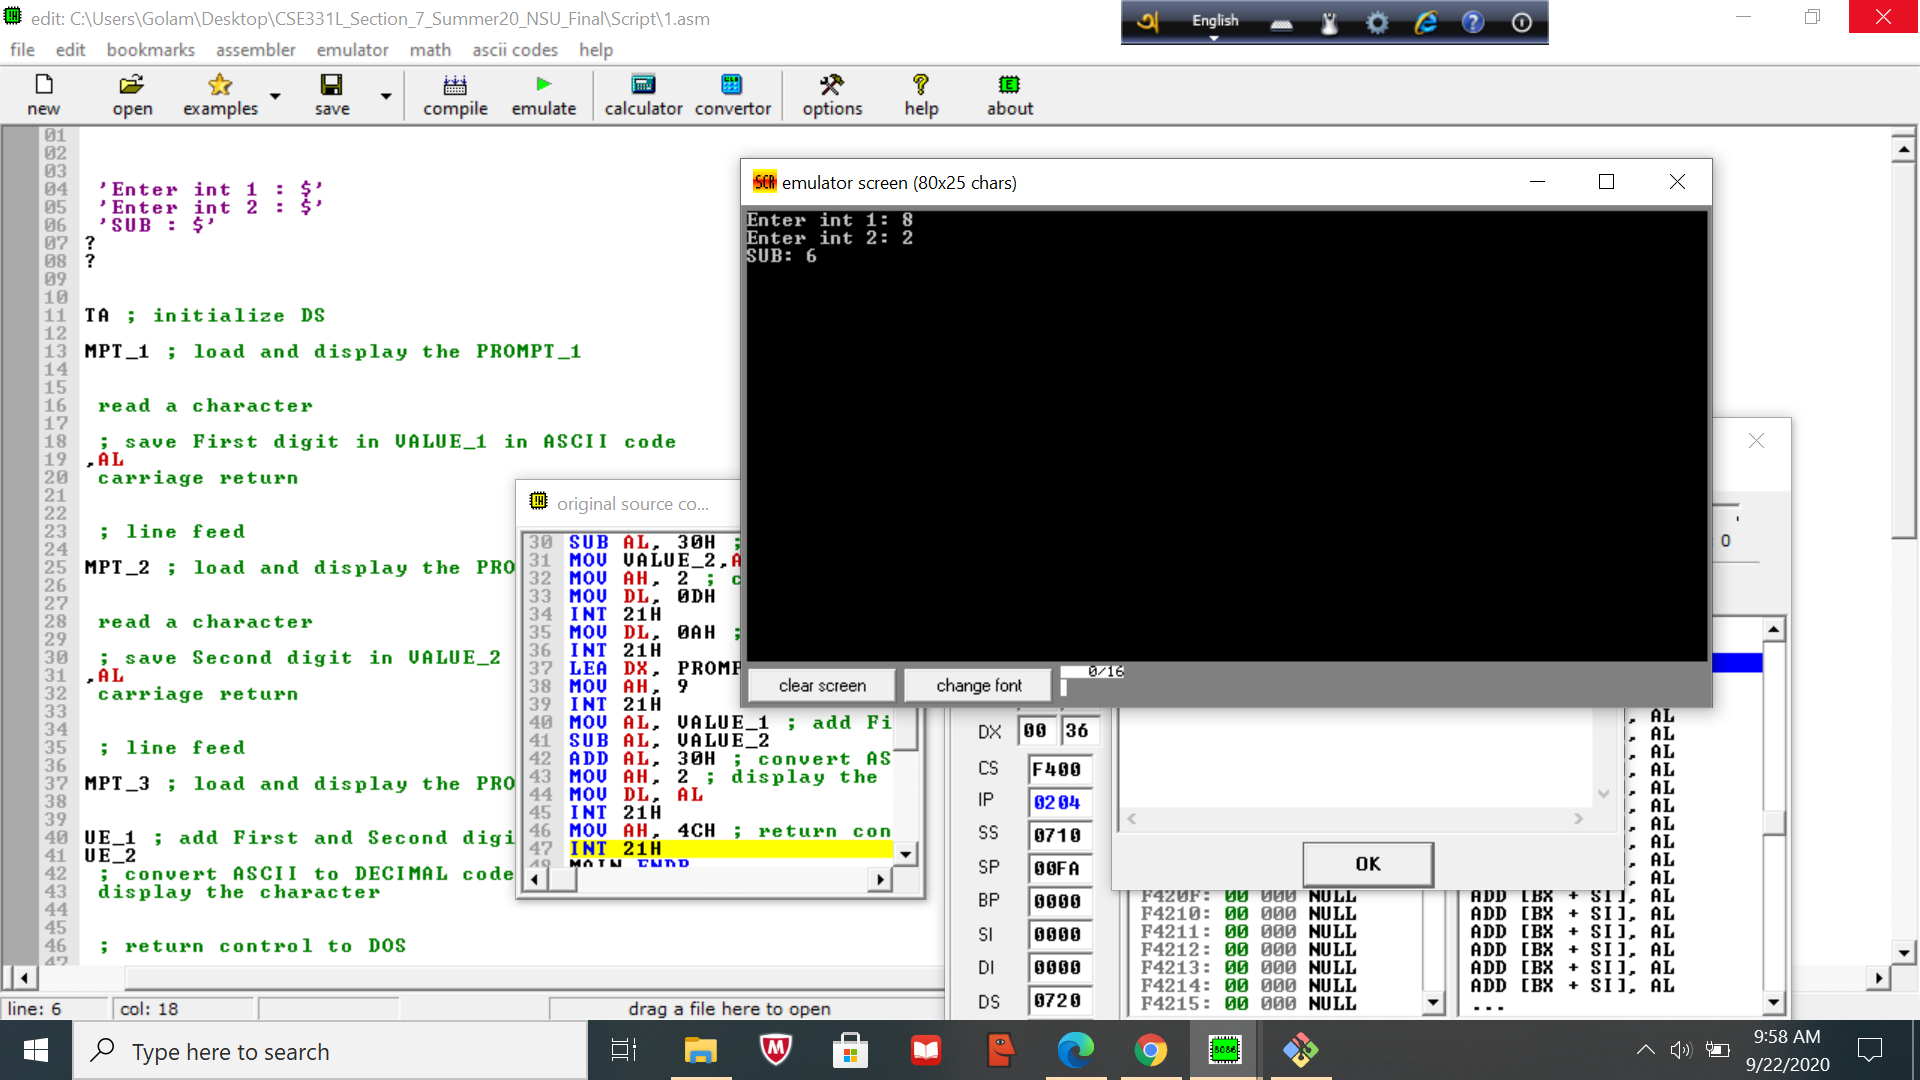 edit: C:\Users\Golam\Desktop\CSE331L_Section_7_Summer20_NSU_Final\Script\1.asm
English
file edit bookmarks assembler emulator math ascii codes help
new open examples save compile emulate calculator convertor options help about
01
02
03
04 'Enter int 1 : $'
05 'Enter int 2 : $'
06 'SUB : $'
07 ?
08 ?
09
10
11 TA ; initialize DS
12
13 MPT_1 ; load and display the PROMPT_1
14
15
16 read a character
17
18 ; save First digit in VALUE_1 in ASCII code
19 ,AL
20 carriage return
21
22
23 ; line feed
24
25 MPT_2 ; load and display the PRO
26
27
28 read a character
29
30 ; save Second digit in VALUE_2
31 ,AL
32 carriage return
33
34
35 ; line feed
36
37 MPT_3 ; load and display the PRO
38
39
40 UE_1 ; add First and Second digi
41 UE_2
42 ; convert ASCII to DECIMAL code
43 display the character
44
45
46 ; return control to DOS
47
line: 6 col: 18 drag a file here to open
original source co...
30 SUB AL, 30H ;
31 MOV VALUE_2,A
32 MOV AH, 2 ; c
33 MOV DL, 0DH
34 INT 21H
35 MOV DL, 0AH ;
36 INT 21H
37 LEA DX, PROMP
38 MOV AH, 9
39 INT 21H
40 MOV AL, VALUE_1 ; add Fi
41 SUB AL, VALUE_2
42 ADD AL, 30H ; convert AS
43 MOV AH, 2 ; display the
44 MOV DL, AL
45 INT 21H
46 MOV AH, 4CH ; return con
47 INT 21H
MAIN ENDP
SCR emulator screen (80x25 chars)
Enter int 1: 8
Enter int 2: 2
SUB: 6
clear screen change font 0/16
0
DX 00 36
CS F400
IP 0204
SS 0710
SP 00FA
BP 0000
SI 0000
DI 0000
DS 0720
OK
, AL
, AL
, AL
, AL
, AL
, AL
, AL
, AL
, AL
, AL
F420F: 00 000 NULL ADD [BX + SI], AL
F4210: 00 000 NULL ADD [BX + SI], AL
F4211: 00 000 NULL ADD [BX + SI], AL
F4212: 00 000 NULL ADD [BX + SI], AL
F4213: 00 000 NULL ADD [BX + SI], AL
F4214: 00 000 NULL ADD [BX + SI], AL
F4215: 00 000 NULL ...
Type here to search
8086
9:58 AM
9/22/2020